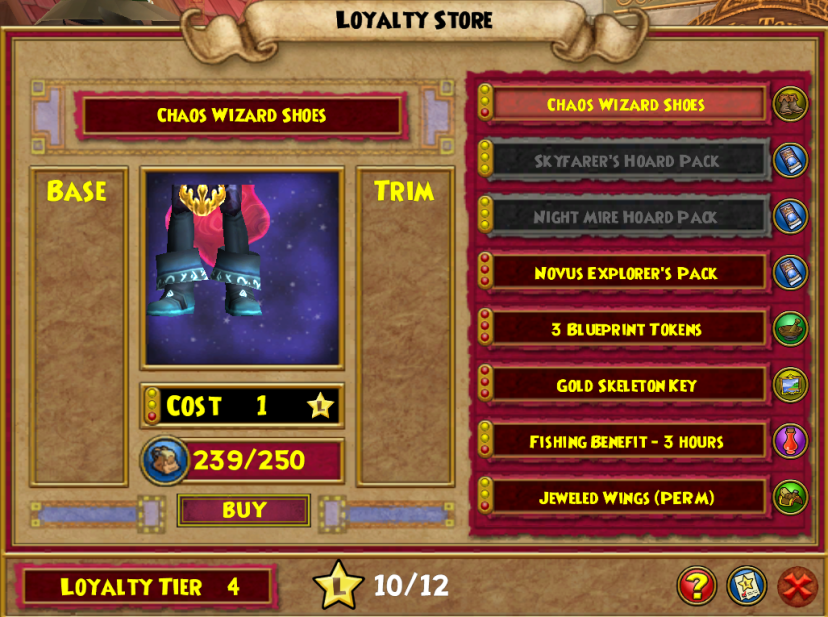 LOYALTY STORE
CHAOS WIZARD SHOES
BASE
TRIM
COST 1 L
239/250
BUY
CHAOS WIZARD SHOES
SKYFARER'S HOARD PACK
NIGHT MIRE HOARD PACK
NOVUS EXPLORER'S PACK
3 BLUEPRINT TOKENS
GOLD SKELETON KEY
FISHING BENEFIT - 3 HOURS
JEWELED WINGS (PERM)
LOYALTY TIER 4
L 10/12
?